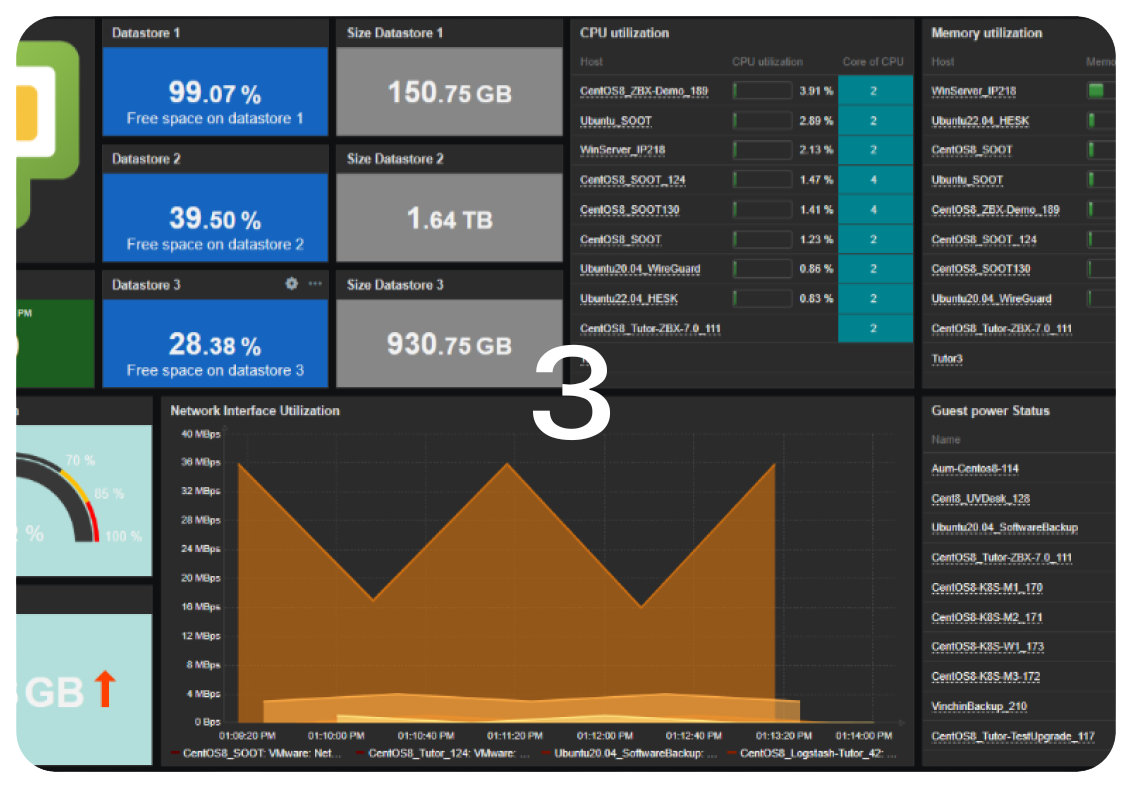 Datastore 1
99.07 %
Free space on datastore 1
Size Datastore 1
150.75 GB
Datastore 2
39.50 %
Free space on datastore 2
Size Datastore 2
1.64 TB
PM
Datastore 3
28.38 %
Free space on datastore 3
Size Datastore 3
930.75 GB
CPU utilization
Host CPU utilization Core of CPU
CentOS8_ZBX-Demo_189 3.91 % 2
Ubuntu_SOOT 2.89 % 2
WinServer_IP218 2.13 % 2
CentOS8_SOOT_124 1.47 % 4
CentOS8_SOOT130 1.41 % 4
CentOS8_SOOT 1.23 % 2
Ubuntu20.04_WireGuard 0.86 % 2
Ubuntu22.04_HESK 0.83 % 2
CentOS8_Tutor-ZBX-7.0_111 2
Memory utilization
Host Memo
WinServer_IP218
Ubuntu22.04_HESK
CentOS8_SOOT
Ubuntu_SOOT
CentOS8_ZBX-Demo_189
CentOS8_SOOT_124
CentOS8_SOOT130
Ubuntu20.04_WireGuard
CentOS8_Tutor-ZBX-7.0_111
Tutor3
3
70 %
85 %
100 %
%
GB
Network Interface Utilization
40 MBps
36 MBps
32 MBps
28 MBps
24 MBps
20 MBps
16 MBps
12 MBps
8 MBps
4 MBps
0 Bps
01:09:20 PM 01:10:00 PM 01:10:40 PM 01:11:20 PM 01:12:00 PM 01:12:40 PM 01:13:20 PM 01:14:00 PM
CentOS8_SOOT: VMware: Net... CentOS8_Tutor_124: VMware: ... Ubuntu20.04_SoftwareBackup: ... CentOS8_Logstash-Tutor_42: ...
Guest power Status
Name
Aum-Centos8-114
Cent8_UVDesk_128
Ubuntu20.04_SoftwareBackup
CentOS8_Tutor-ZBX-7.0_111
CentOS8-K8S-M1_170
CentOS8-K8S-M2_171
CentOS8-K8S-W1_173
CentOS8-K8S-M3-172
VinchinBackup_210
CentOS8_Tutor-TestUpgrade_117